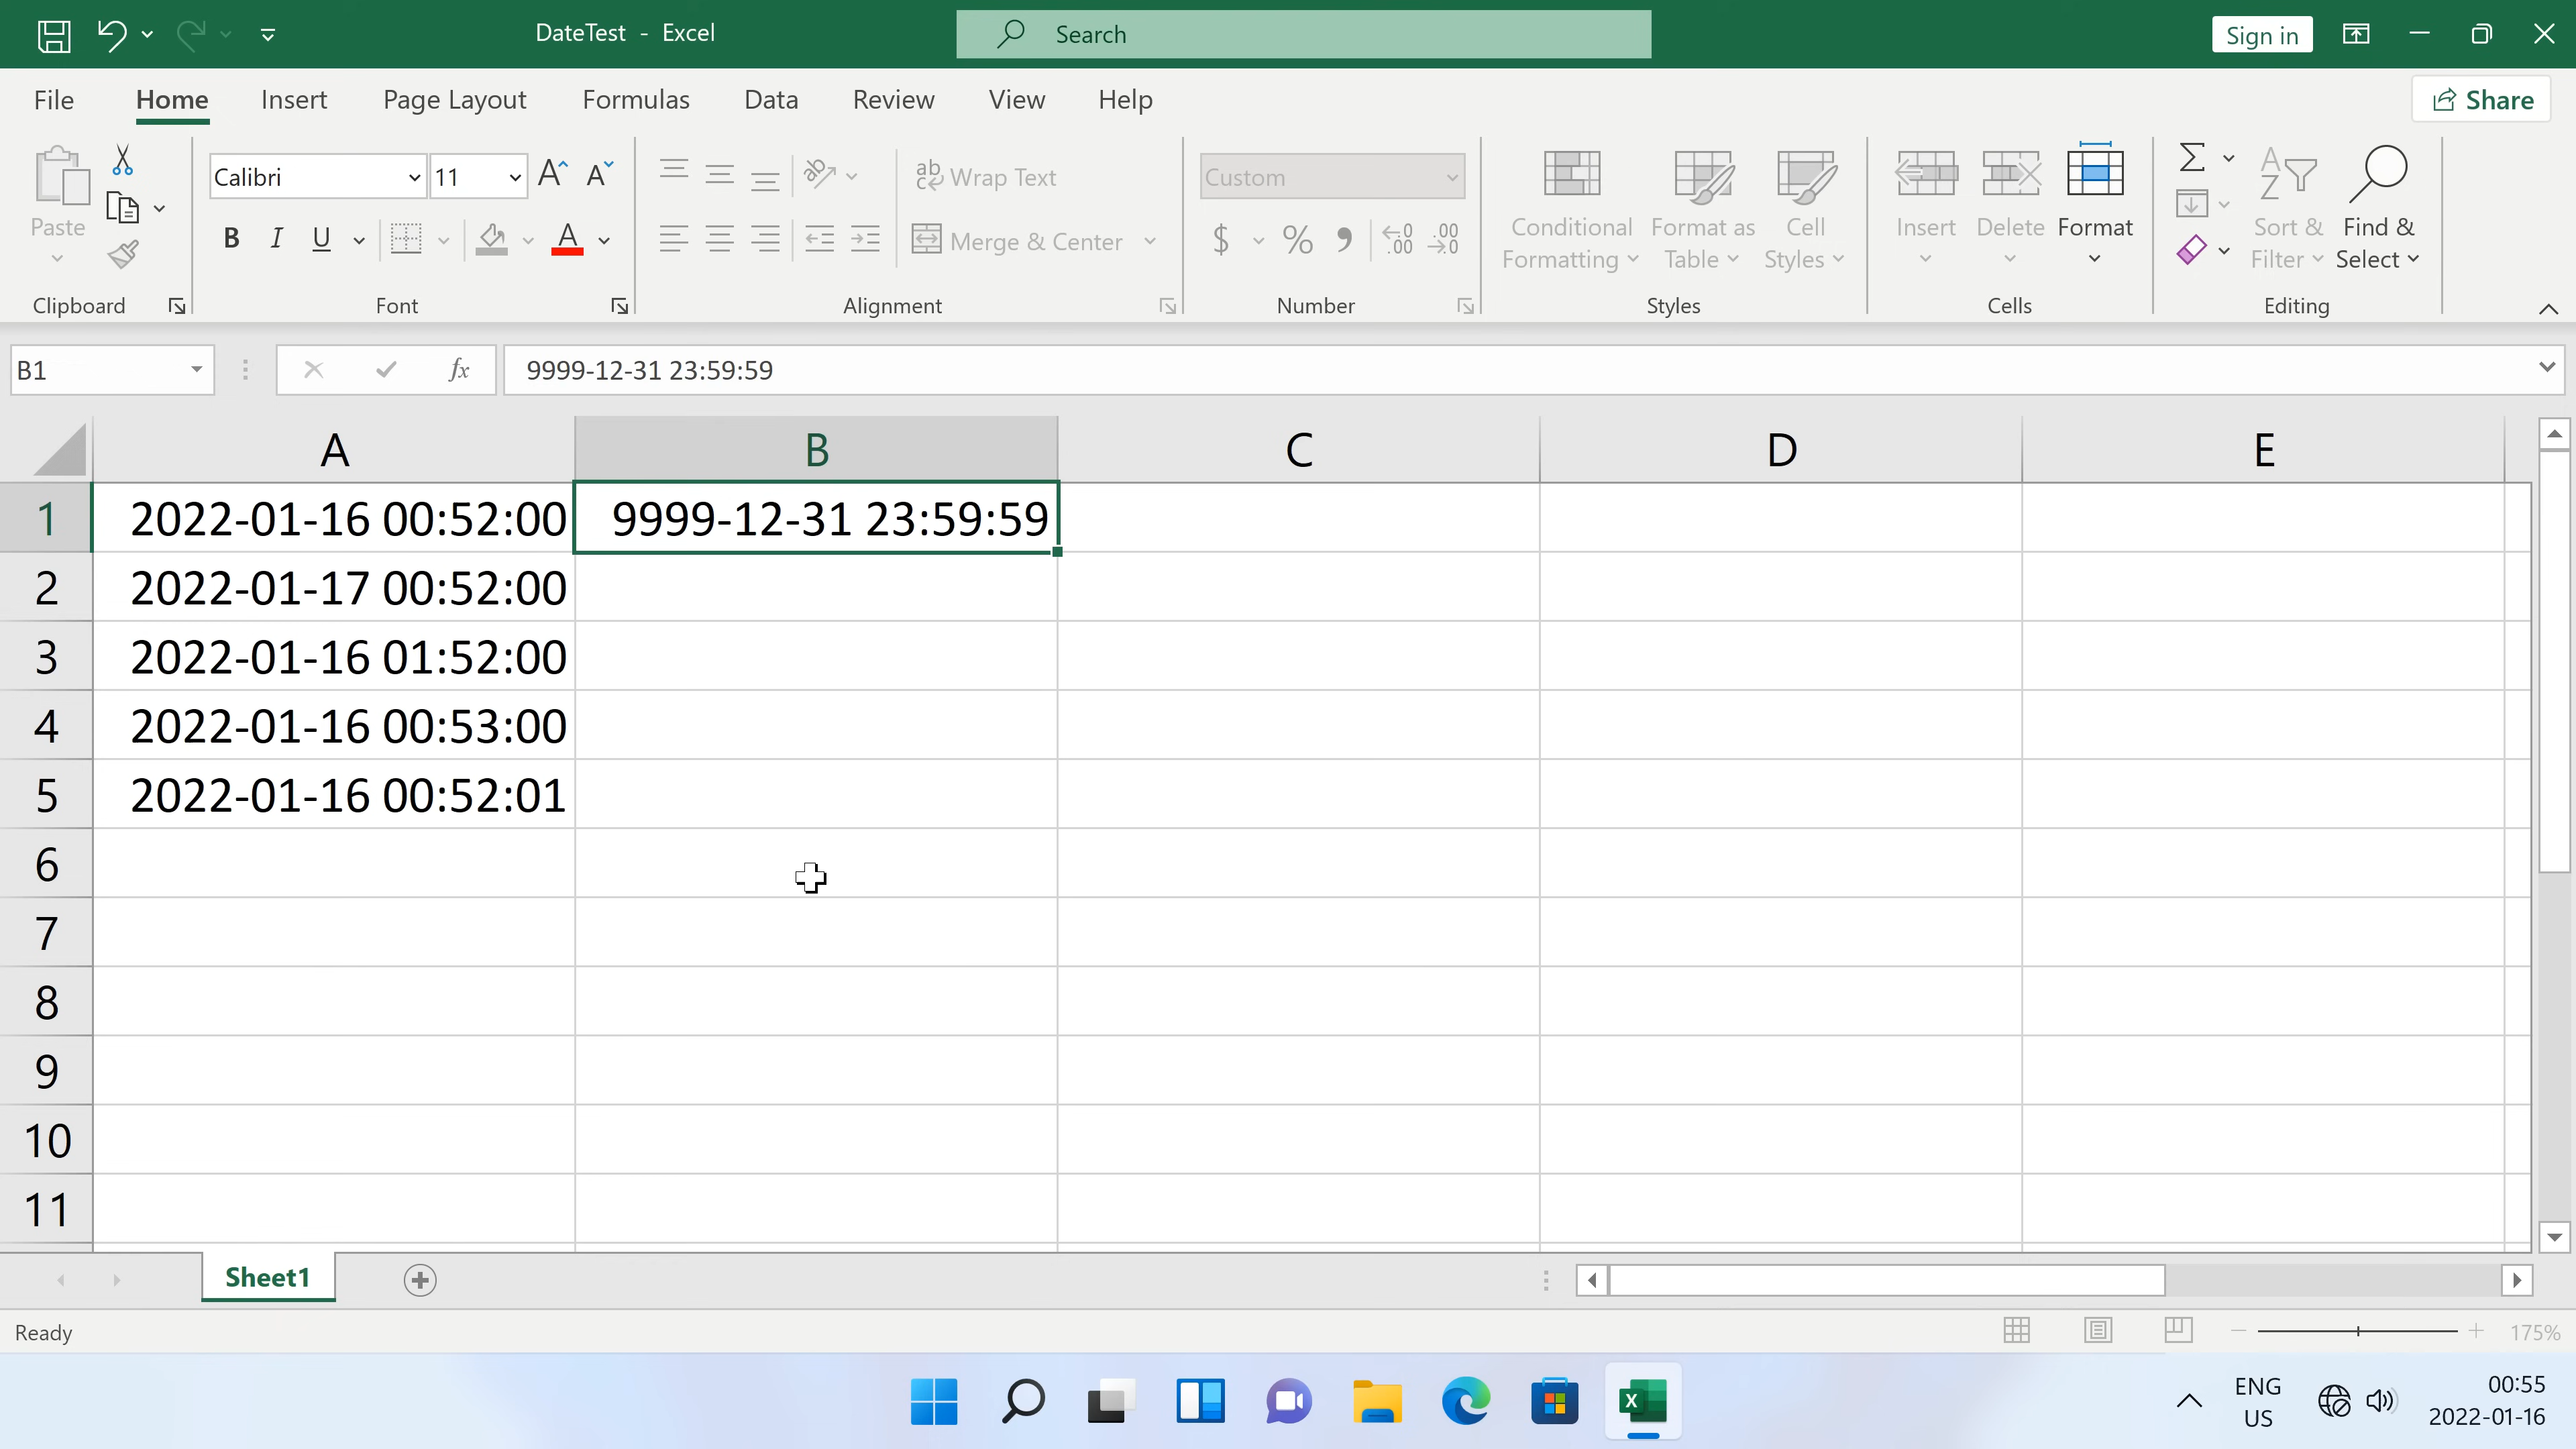 DateTest - Excel
Search
Sign in
File Home Insert Page Layout Formulas Data Review View Help
Share
Paste
Calibri 11
B I U A
ab
c Wrap Text
Merge & Center
Custom
$ % 9 .00 .00
Conditional Formatting
Format as Table
Cell Styles
Insert Delete Format
Sort & Filter
Find & Select
Clipboard Font Alignment Number Styles Cells Editing
B1 fx 9999-12-31 23:59:59
A B C D E
1 2022-01-16 00:52:00 9999-12-31 23:59:59
2 2022-01-17 00:52:00
3 2022-01-16 01:52:00
4 2022-01-16 00:53:00
5 2022-01-16 00:52:01
6
7
8
9
10
11
Sheet1
Ready
175%
ENG
US
00:55
2022-01-16